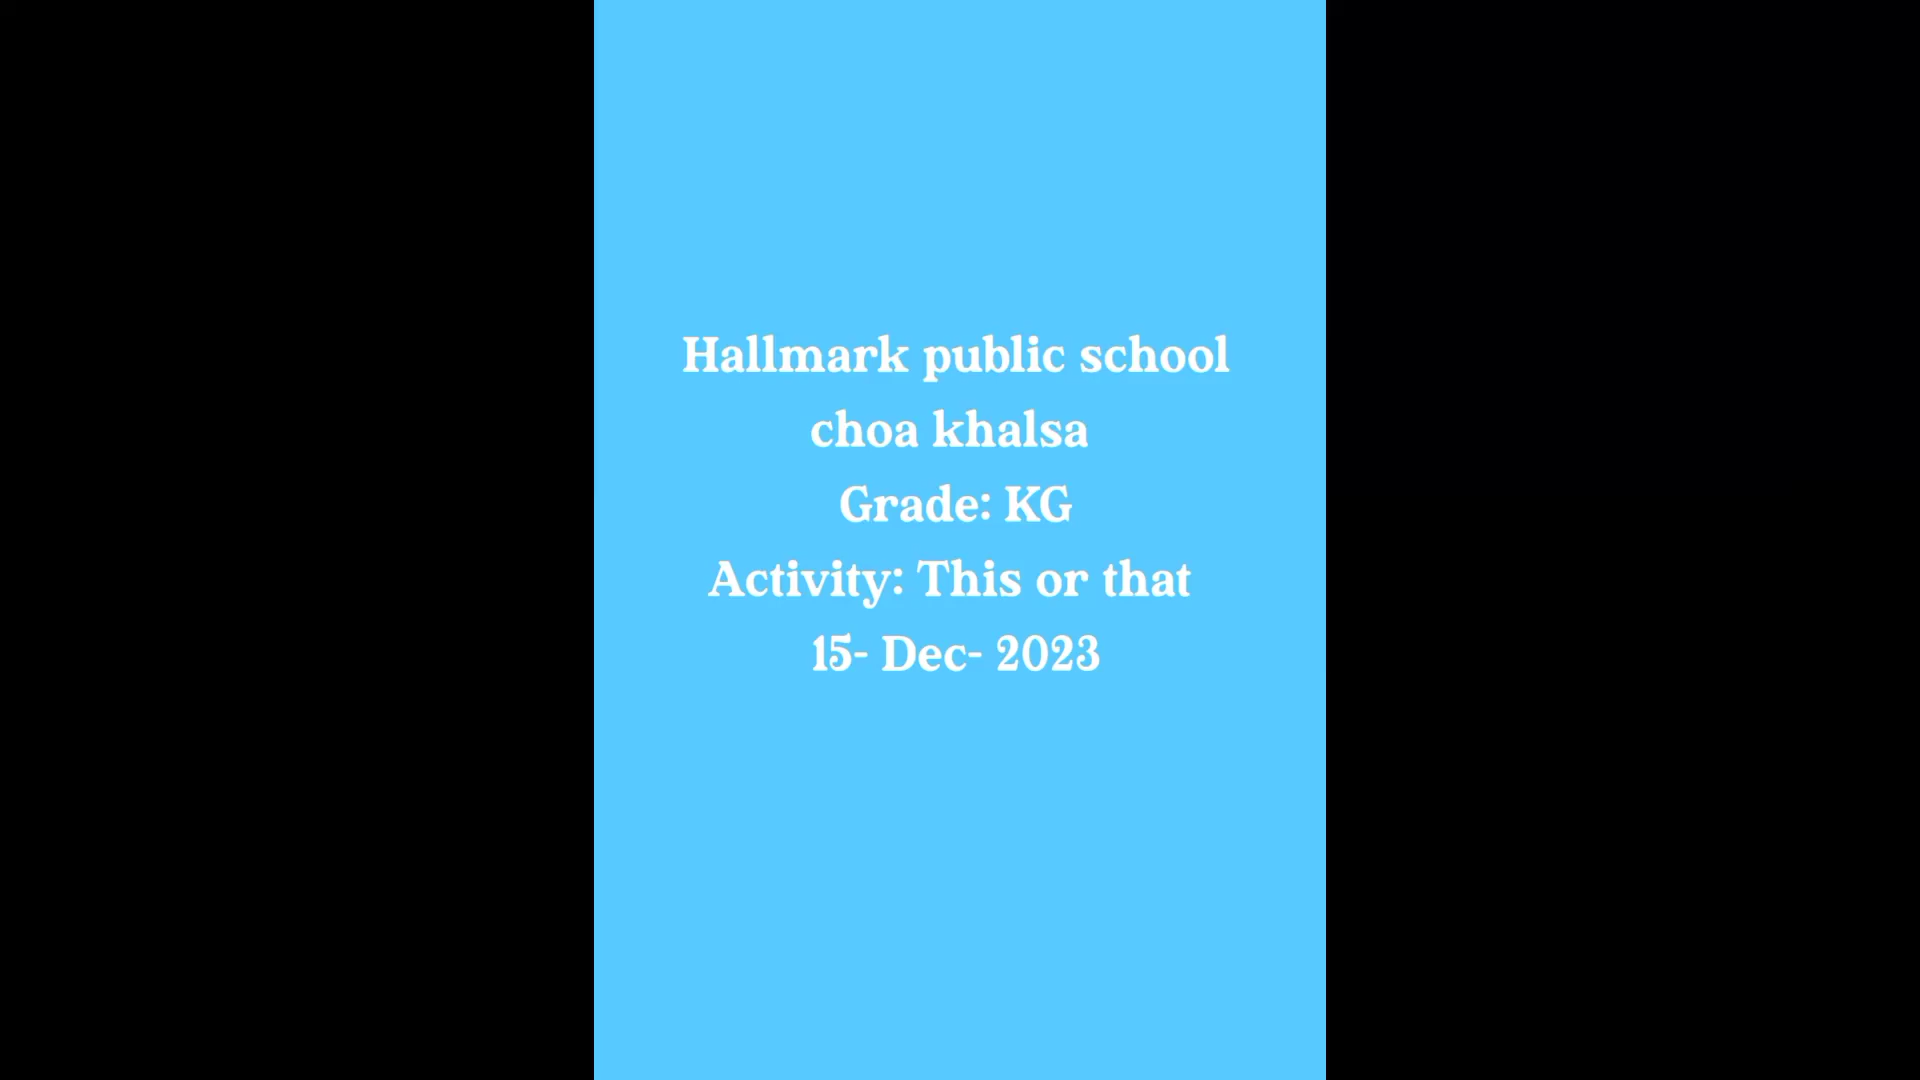 Hallmark public school
choa khalsa
Grade: KG
Activity: This or that
15- Dec- 2023